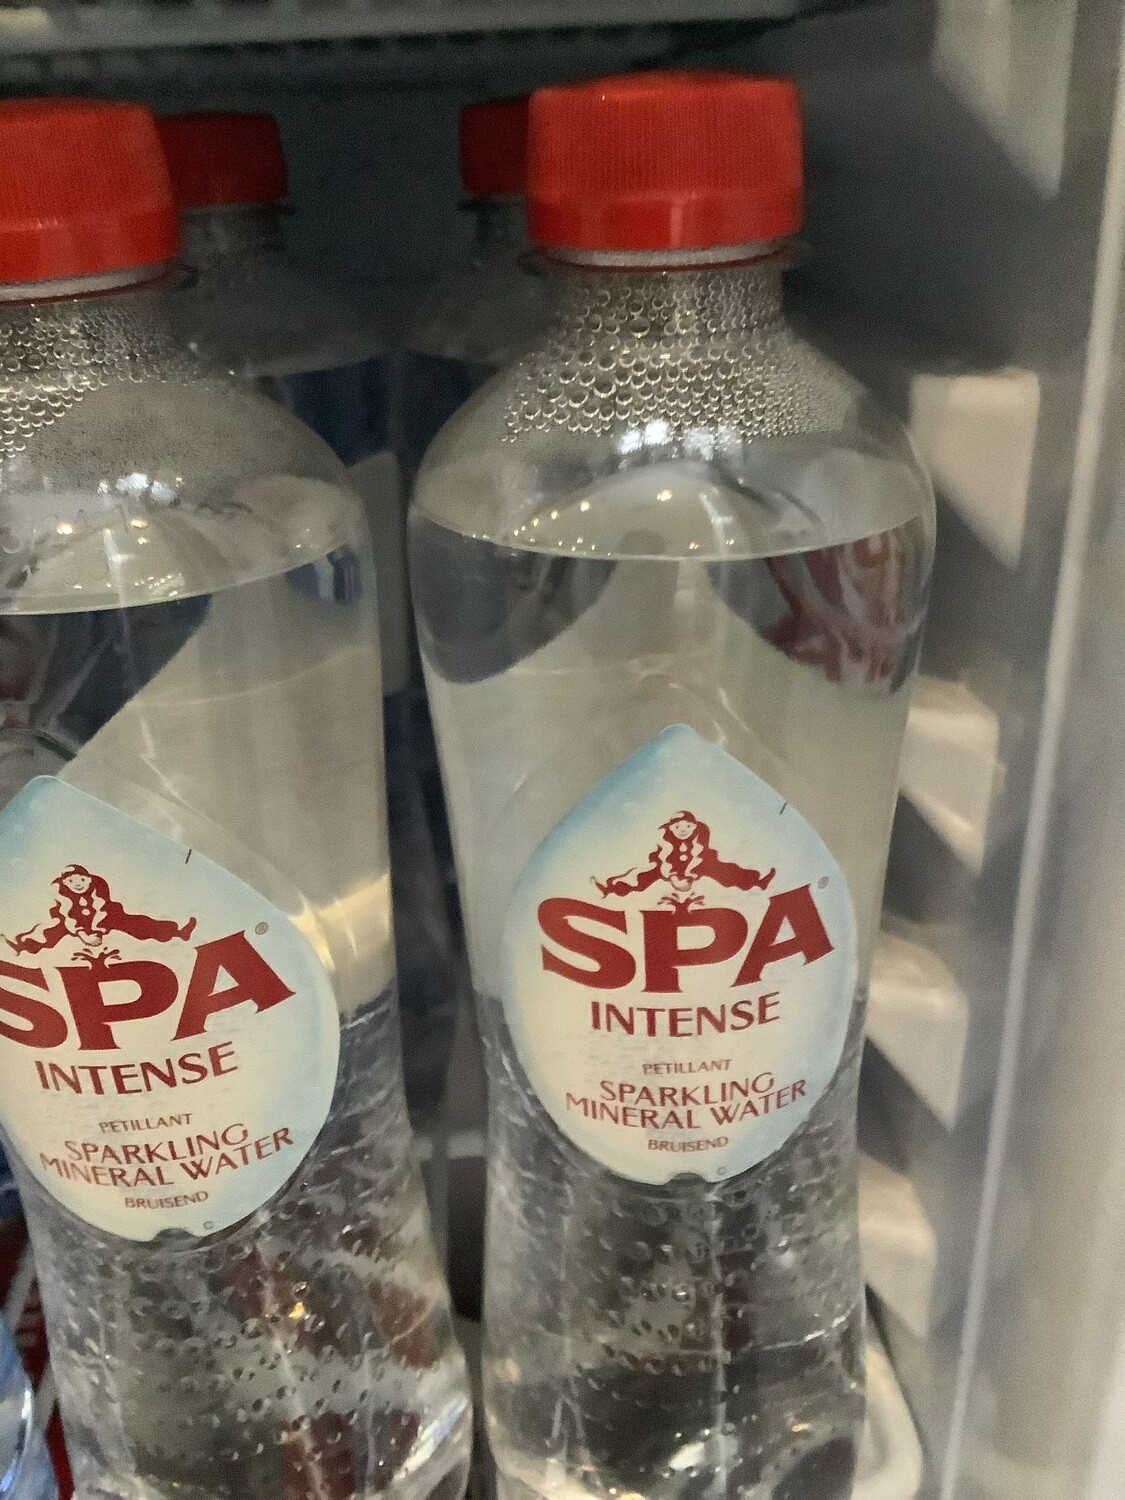 SPA®
INTENSE
PETILLANT
SPARKLING
MINERAL WATER
BRUISEND
C
SPA®
INTENSE
PETILLANT
SPARKLING
MINERAL WATER
BRUISEND
C